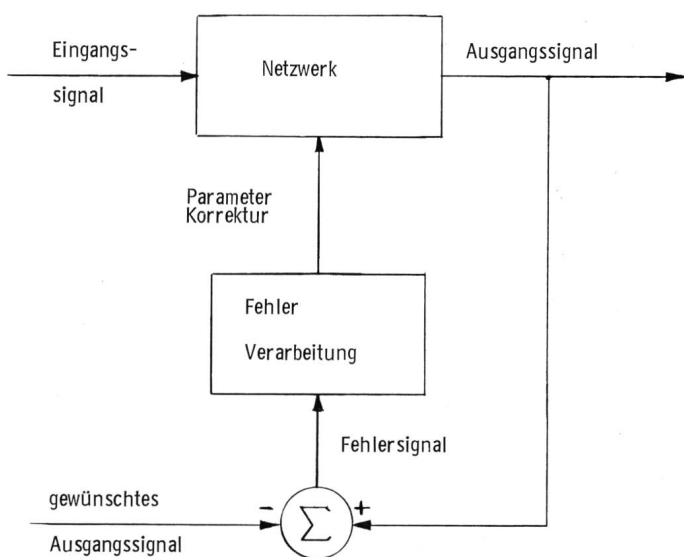 Eingangs-
signal
Netzwerk
Ausgangssignal
Parameter
Korrektur
Fehler
Verarbeitung
Fehlersignal
gewünschtes
Ausgangssignal
- Σ +